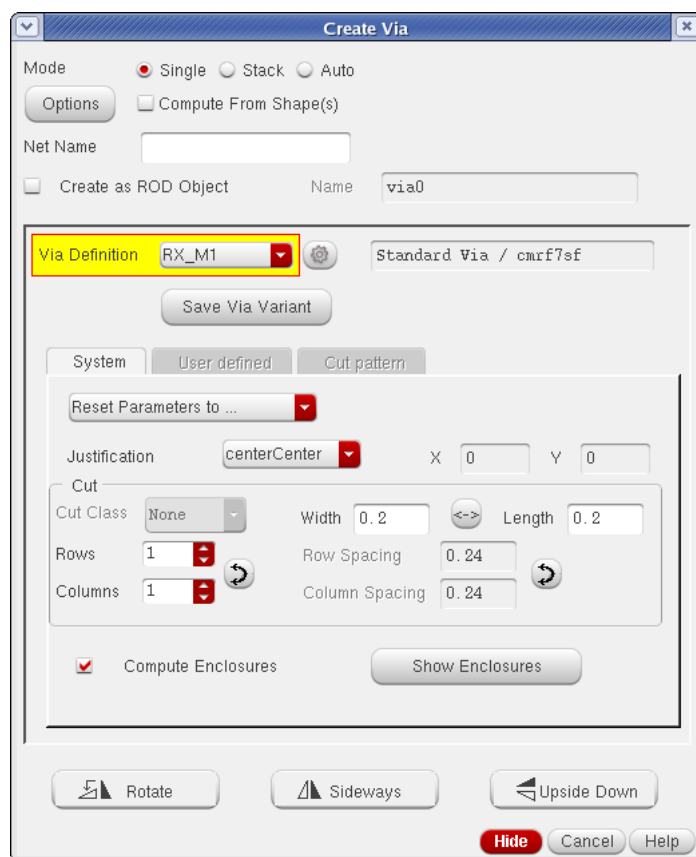 Create Via
Mode Single Stack Auto
Options Compute From Shape(s)
Net Name
Create as ROD Object Name via0
Via Definition RX_M1 Standard Via / cmrf7sf
Save Via Variant
System User defined Cut pattern
Reset Parameters to ...
Justification centerCenter X 0 Y 0
Cut
Cut Class None Width 0.2 <-> Length 0.2
Rows 1 Row Spacing 0.24
Columns 1 Column Spacing 0.24
Compute Enclosures Show Enclosures
Rotate Sideways Upside Down
Hide Cancel Help